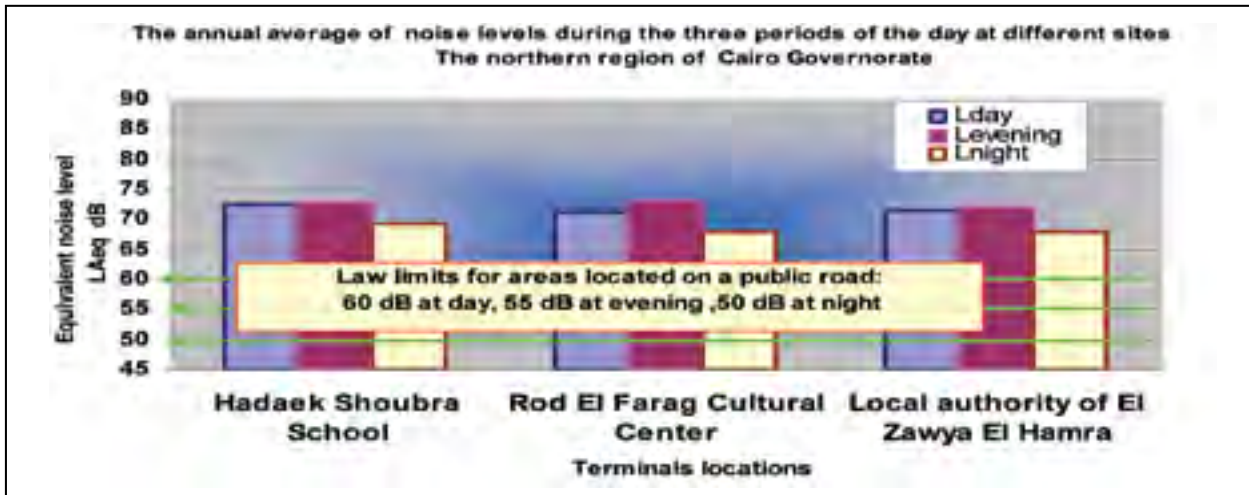 The annual average of noise levels during the three periods of the day at different sites
The northern region of Cairo Governorate
90
85
80
75
70
65
60
55
50
45
Equivalent noise level
LAeq dB
Lday
Levening
Lnight
Law limits for areas located on a public road:
60 dB at day, 55 dB at evening ,50 dB at night
Hadaek Shoubra
School
Rod El Farag Cultural
Center
Local authority of El
Zawya El Hamra
Terminals locations